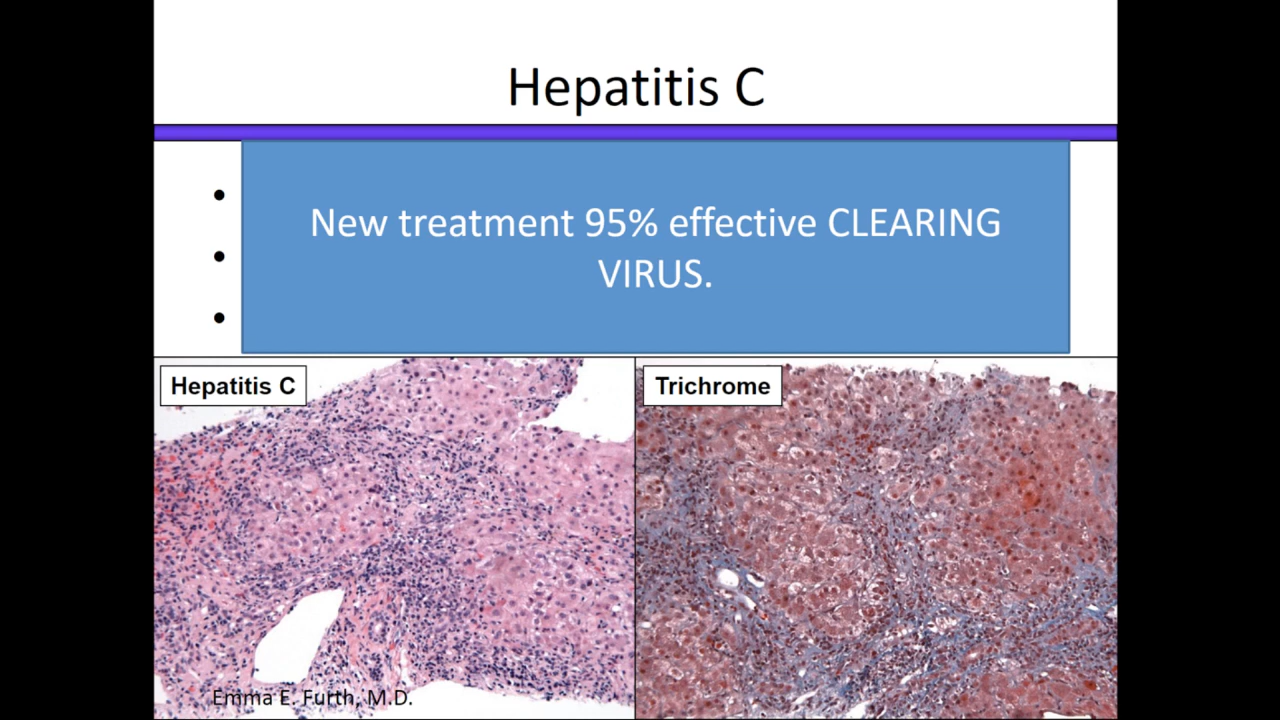 Hepatitis C
New treatment 95% effective CLEARING
VIRUS.
Hepatitis C
Trichrome
Emma E. Furth, M.D.